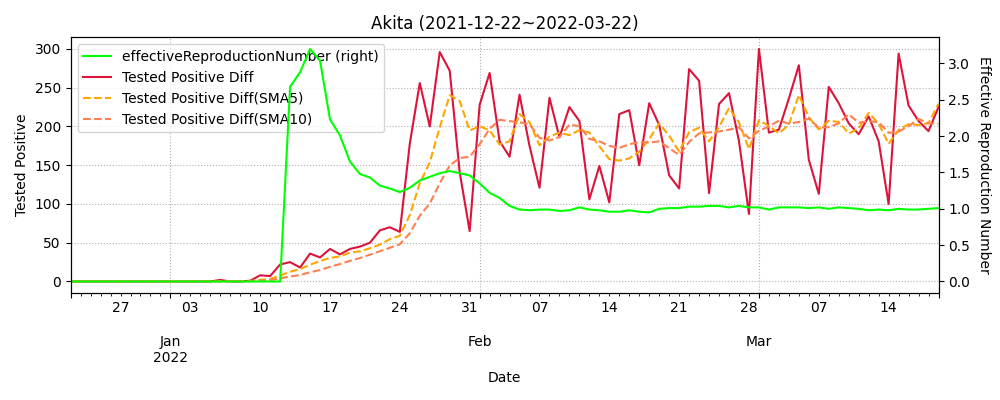 Akita (2021-12-22~2022-03-22)
effectiveReproductionNumber (right)
Tested Positive Diff
Tested Positive Diff(SMA5)
Tested Positive Diff(SMA10)
Tested Positive
300
250
200
150
100
50
0
Effective Reproduction Number
3.0
2.5
2.0
1.5
1.0
0.5
0.0
27 03 10 17 24 31 07 14 21 28 07 14
Jan Feb Mar
2022
Date